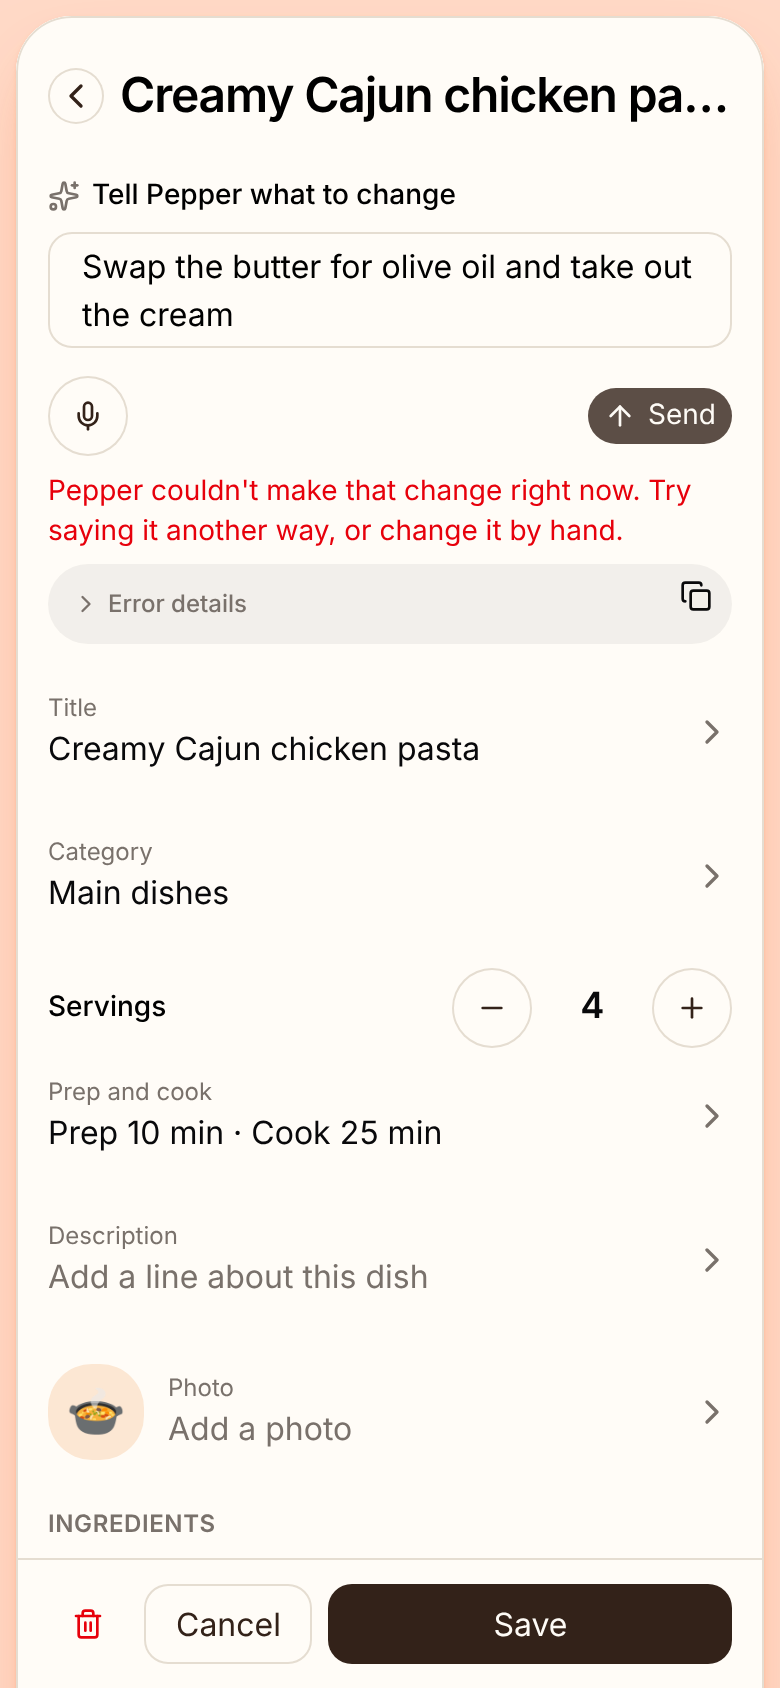 Creamy Cajun chicken pa...
Tell Pepper what to change
Swap the butter for olive oil and take out
the cream
Send
Pepper couldn't make that change right now. Try
saying it another way, or change it by hand.
Error details
Title
Creamy Cajun chicken pasta
Category
Main dishes
Servings
4
Prep and cook
Prep 10 min · Cook 25 min
Description
Add a line about this dish
Photo
Add a photo
INGREDIENTS
Cancel
Save